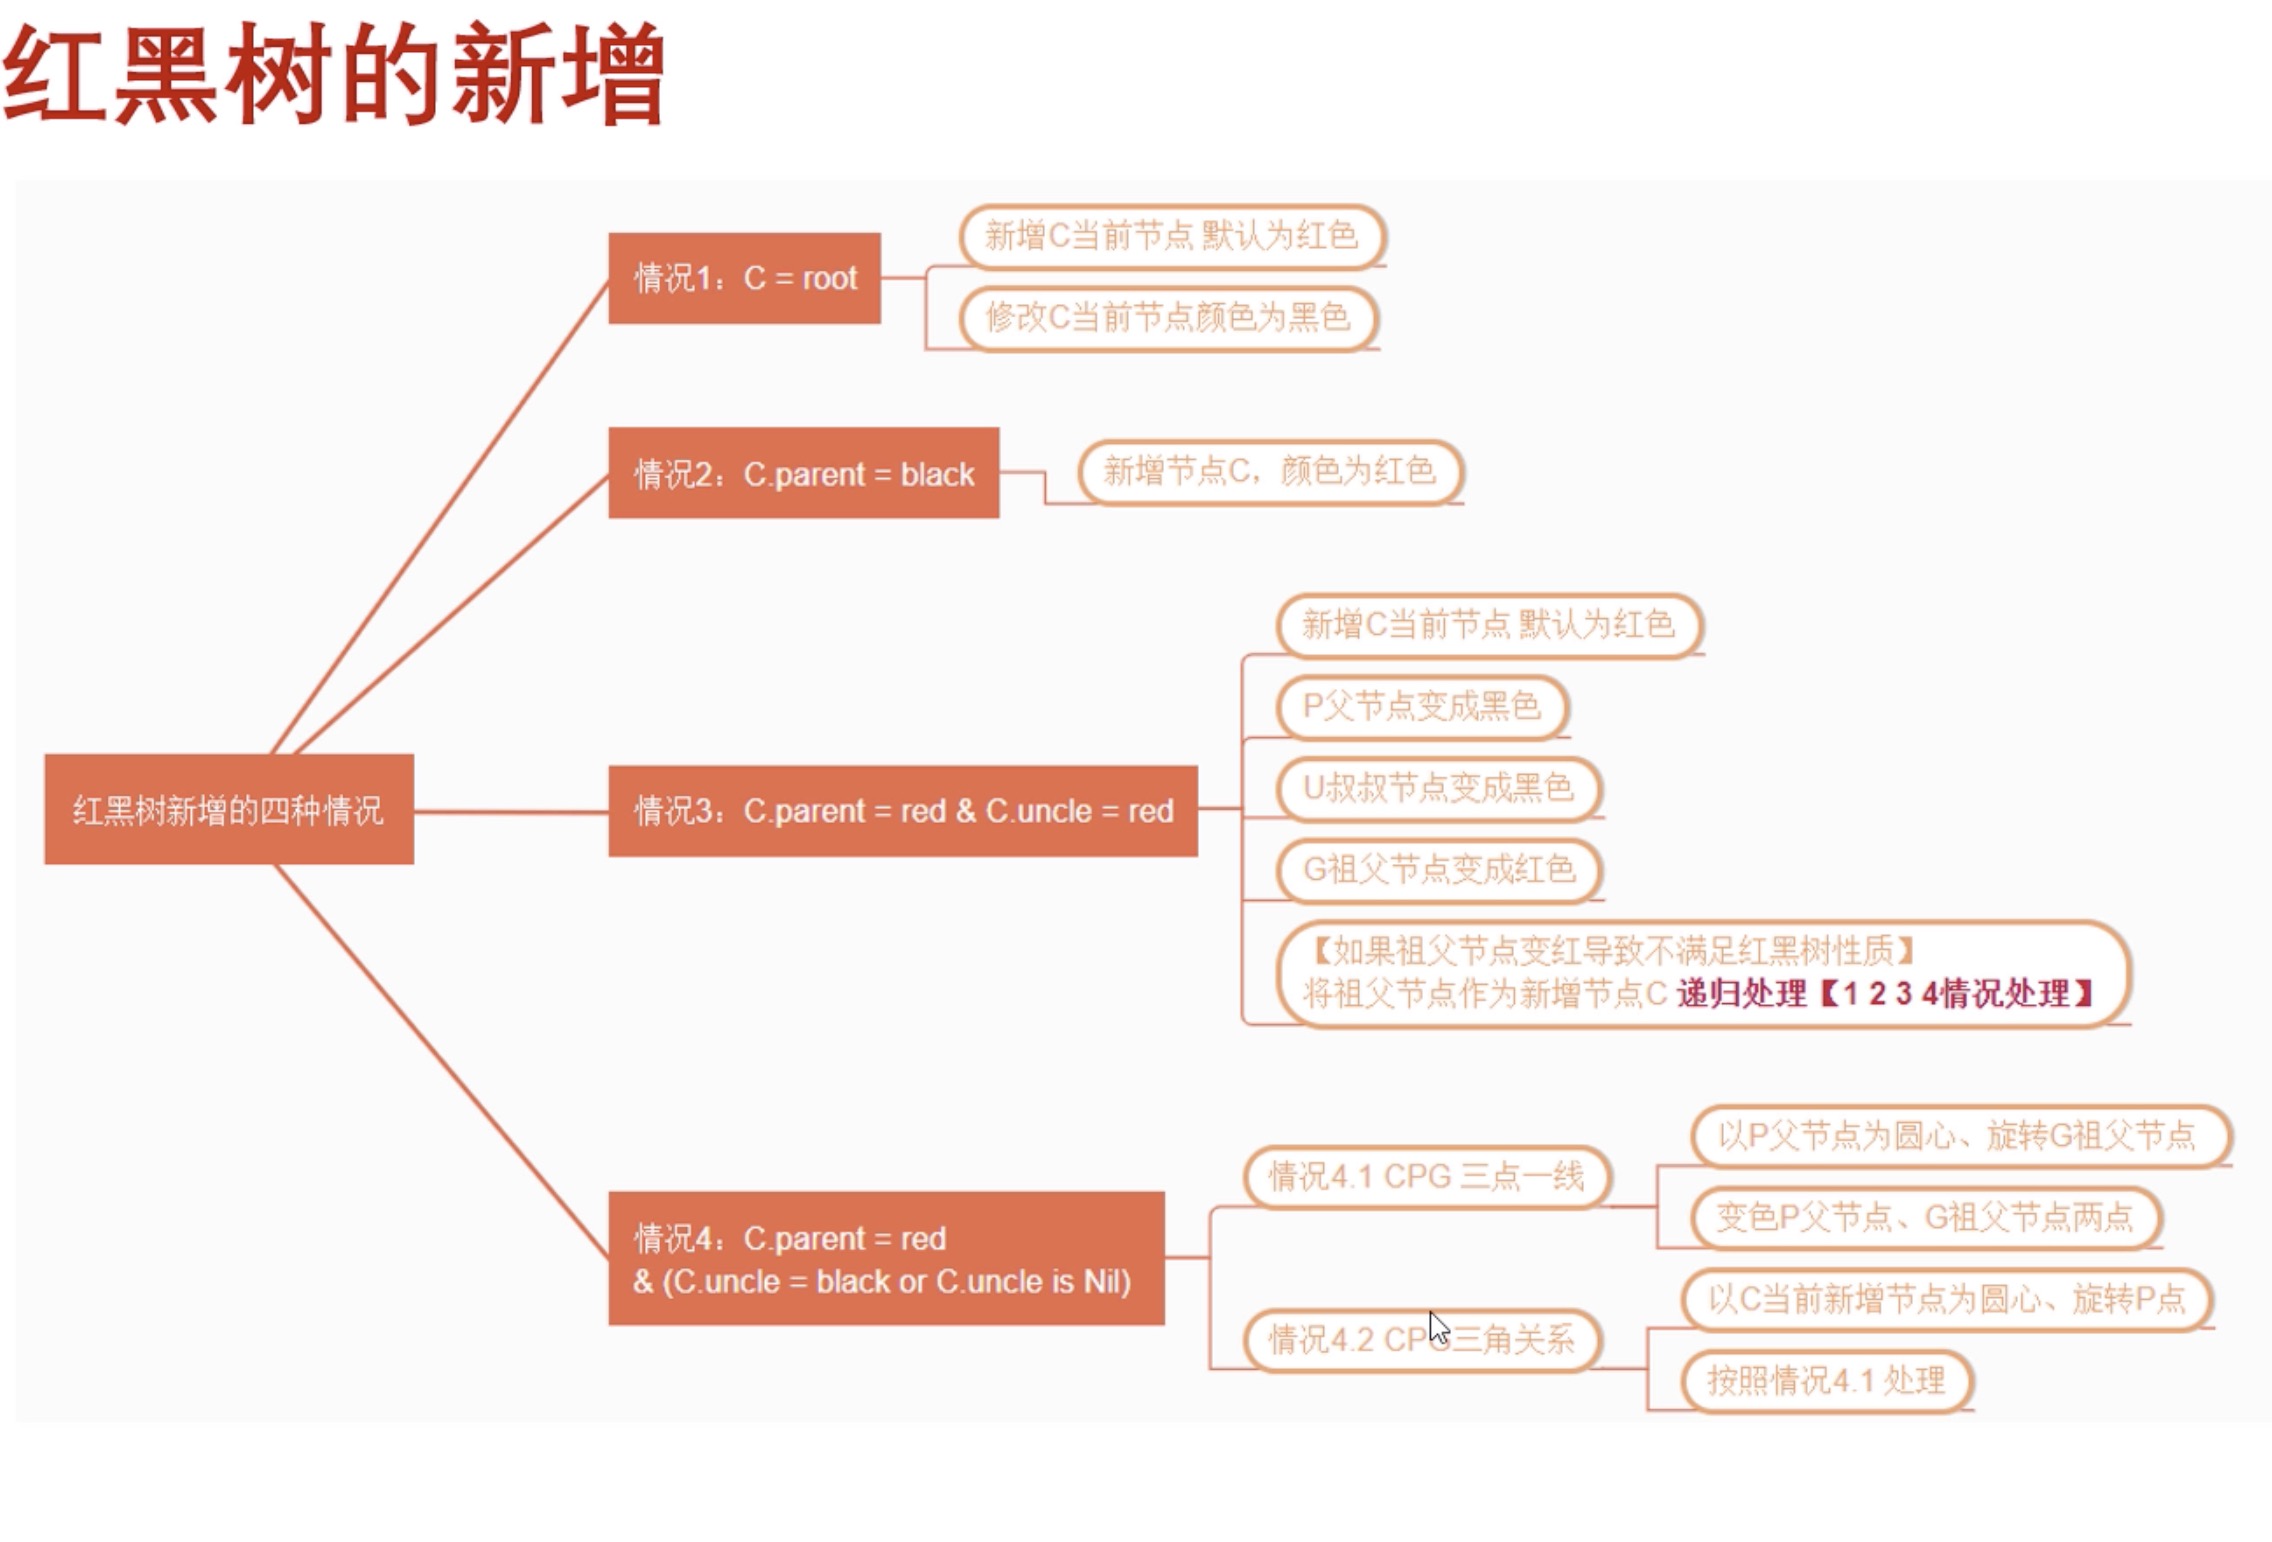 红黑树的新增
情况1：C = root
新增C当前节点 默认为红色
修改C当前节点颜色为黑色
情况2：C.parent = black
新增节点C，颜色为红色
红黑树新增的四种情况
情况3：C.parent = red & C.uncle = red
新增C当前节点 默认为红色
P父节点变成黑色
U叔叔节点变成黑色
G祖父节点变成红色
【如果祖父节点变红导致不满足红黑树性质】
将祖父节点作为新增节点C 递归处理【1 2 3 4情况处理】
情况4：C.parent = red
& (C.uncle = black or C.uncle is Nil)
情况4.1 CPG 三点一线
以P父节点为圆心、旋转G祖父节点
变色P父节点、G祖父节点两点
情况4.2 CPG三角关系
以C当前新增节点为圆心、旋转P点
按照情况4.1 处理